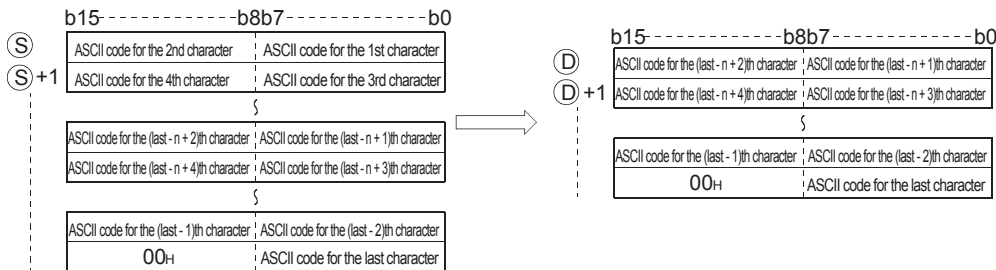 b15 b8b7 b0
Ⓢ ASCII code for the 2nd character ASCII code for the 1st character
Ⓢ +1 ASCII code for the 4th character ASCII code for the 3rd character
ASCII code for the (last - n + 2)th character ASCII code for the (last - n + 1)th character
ASCII code for the (last - n + 4)th character ASCII code for the (last - n + 3)th character
ASCII code for the (last - 1)th character ASCII code for the (last - 2)th character
00H ASCII code for the last character
b15 b8b7 b0
Ⓓ ASCII code for the (last - n + 2)th character ASCII code for the (last - n + 1)th character
Ⓓ +1 ASCII code for the (last - n + 4)th character ASCII code for the (last - n + 3)th character
ASCII code for the (last - 1)th character ASCII code for the (last - 2)th character
00H ASCII code for the last character